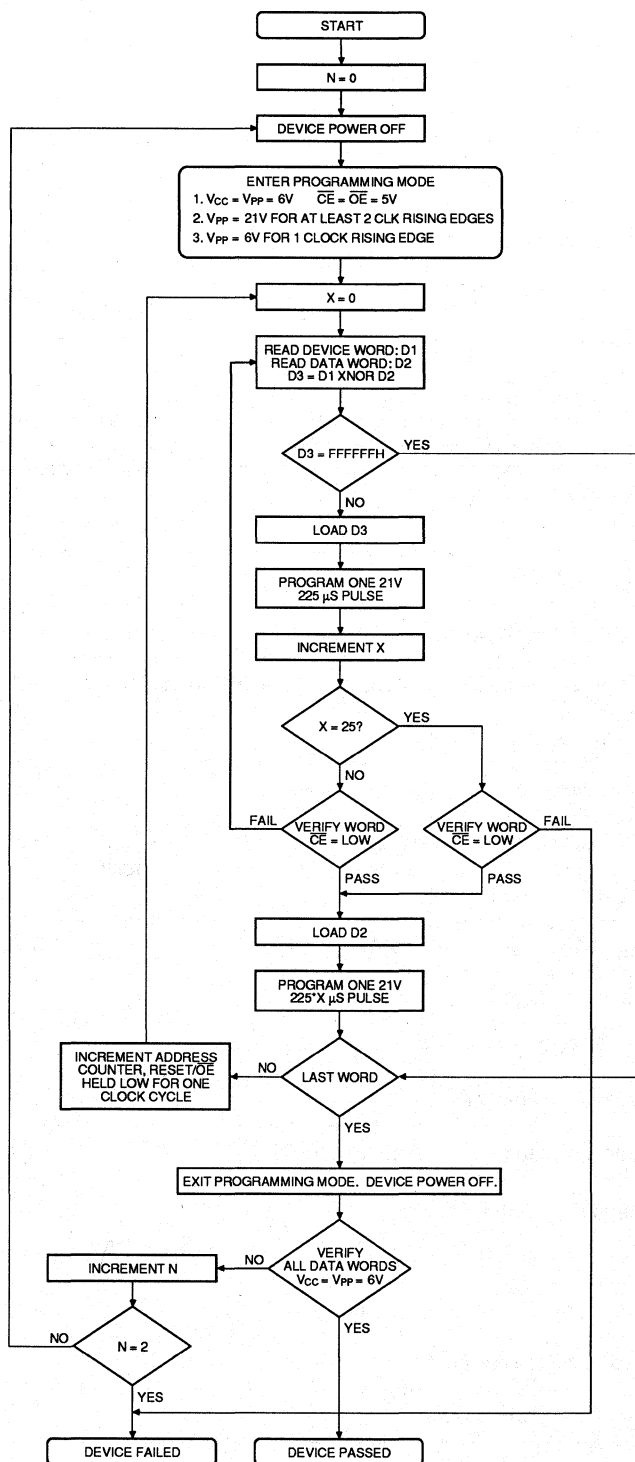 START
N = 0
DEVICE POWER OFF
ENTER PROGRAMMING MODE
1. VCC = VPP = 6V C̅E̅ = O̅E̅ = 5V
2. VPP = 21V FOR AT LEAST 2 CLK RISING EDGES
3. VPP = 6V FOR 1 CLOCK RISING EDGE
X = 0
READ DEVICE WORD: D1
READ DATA WORD: D2
D3 = D1 XNOR D2
D3 = FFFFFFH
YES
NO
LOAD D3
PROGRAM ONE 21V
225 µS PULSE
INCREMENT X
X = 25?
YES
NO
FAIL
VERIFY WORD
C̅E̅ = LOW
VERIFY WORD
C̅E̅ = LOW
FAIL
PASS
PASS
LOAD D2
PROGRAM ONE 21V
225*X µS PULSE
INCREMENT ADDRESS
COUNTER, RESET/O̅E̅
HELD LOW FOR ONE
CLOCK CYCLE
NO
LAST WORD
YES
EXIT PROGRAMMING MODE. DEVICE POWER OFF.
INCREMENT N
NO
VERIFY
ALL DATA WORDS
VCC = VPP = 6V
YES
NO
N = 2
YES
DEVICE FAILED
DEVICE PASSED